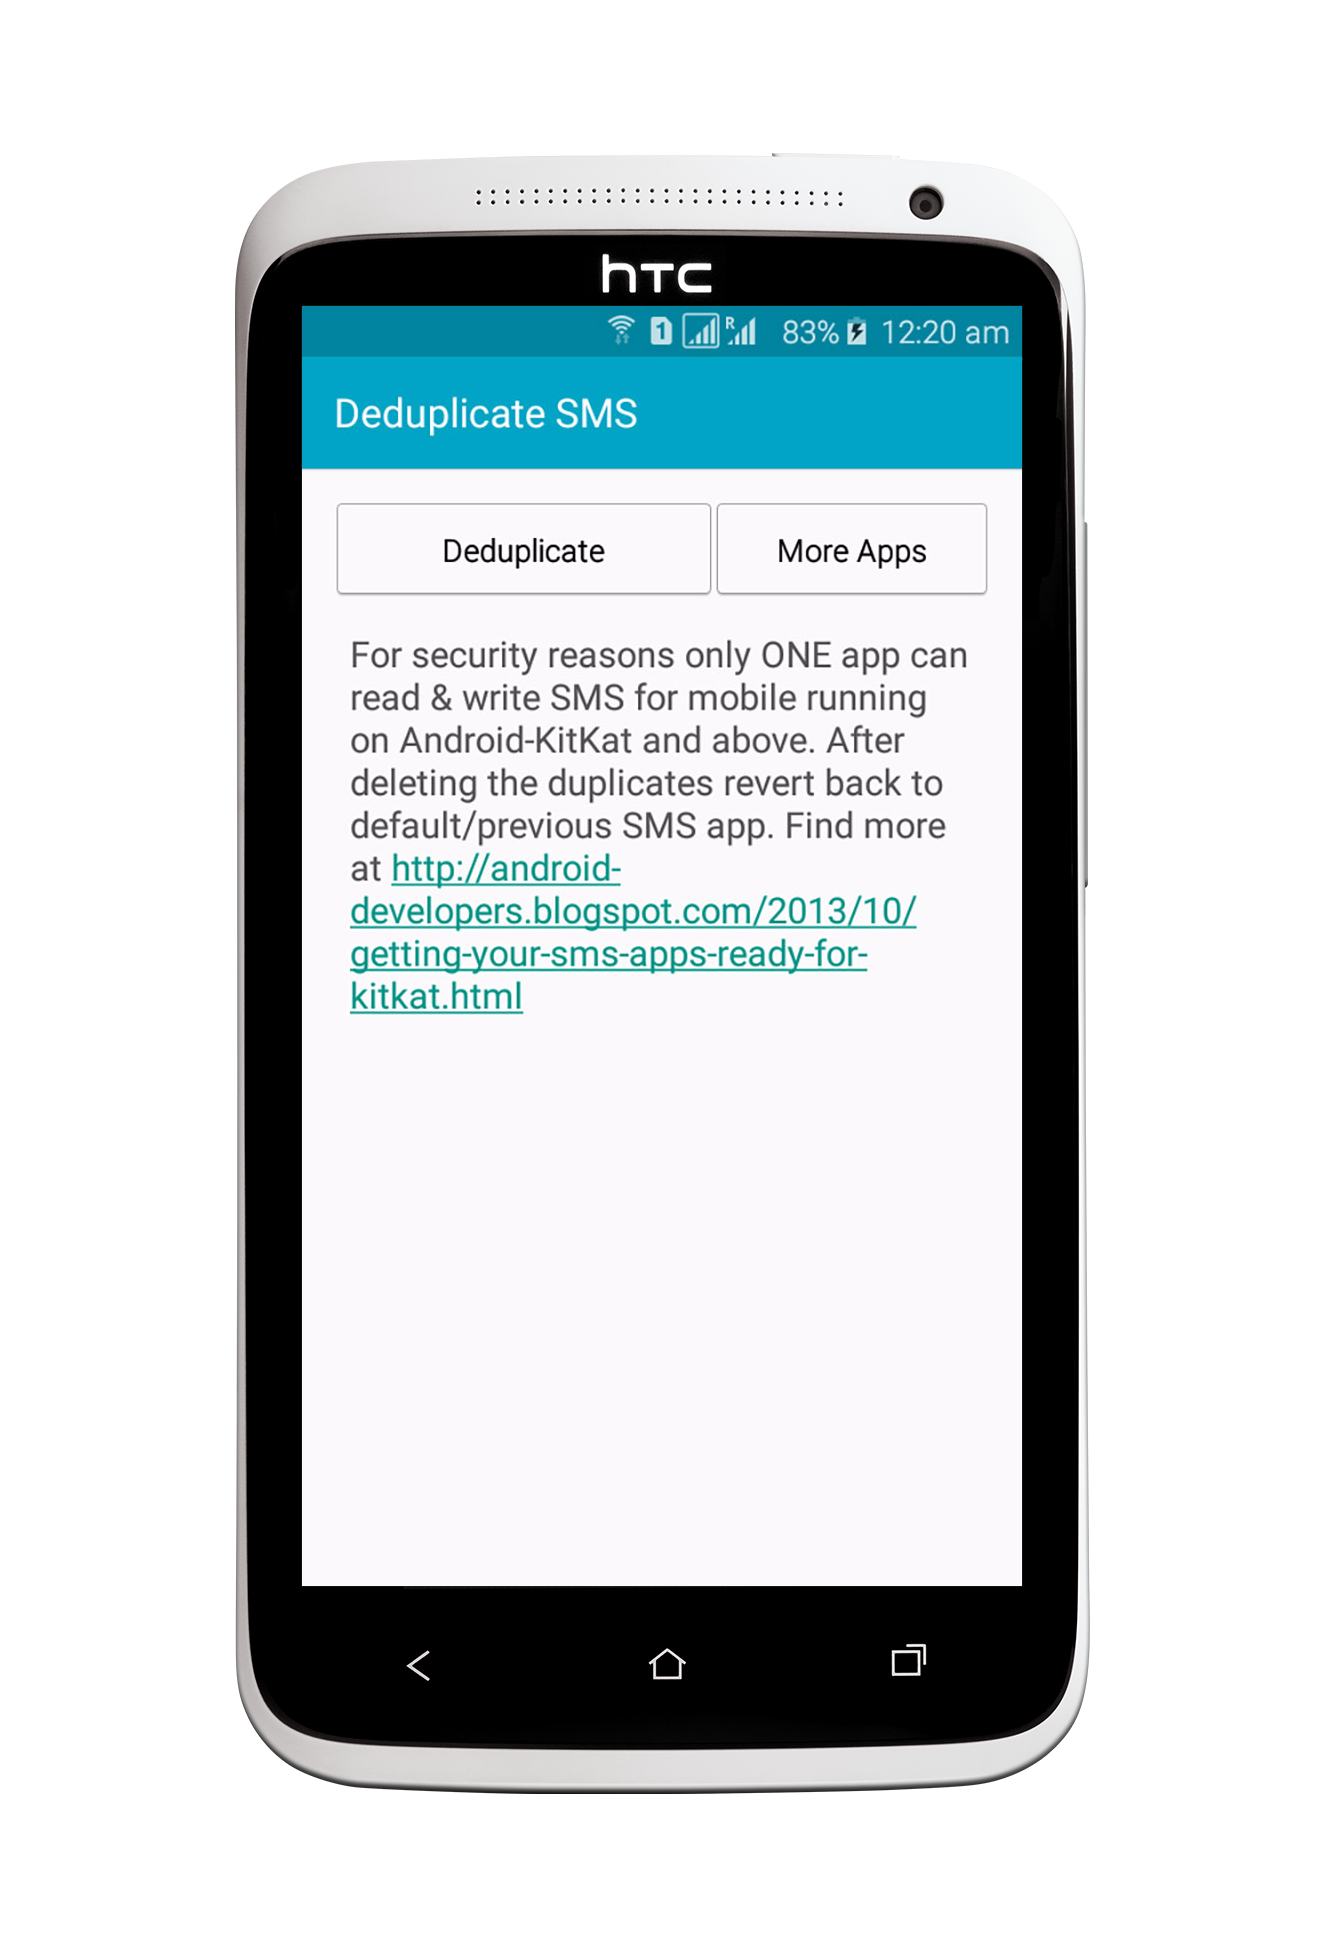 hTC
1 R 83% 12:20 am
Deduplicate SMS
Deduplicate More Apps
For security reasons only ONE app can
read & write SMS for mobile running
on Android-KitKat and above. After
deleting the duplicates revert back to
default/previous SMS app. Find more
at http://android-
developers.blogspot.com/2013/10/
getting-your-sms-apps-ready-for-
kitkat.html